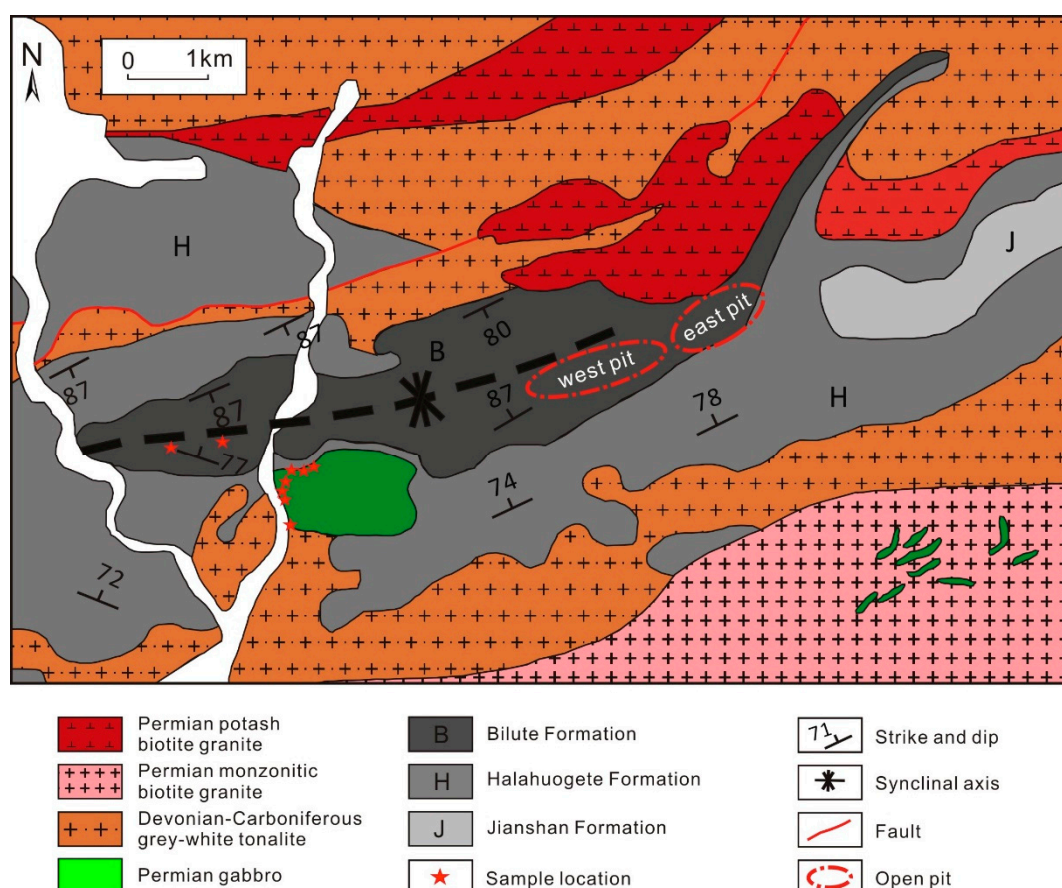 N
0 1km
H
J
87
80
B
east pit
west pit
87
87
87
78
H
77
74
72
Permian potash
biotite granite
Permian monzonitic
biotite granite
Devonian-Carboniferous
grey-white tonalite
Permian gabbro
B Bilute Formation
H Halahuogete Formation
J Jianshan Formation
Sample location
71 Strike and dip
Synclinal axis
Fault
Open pit